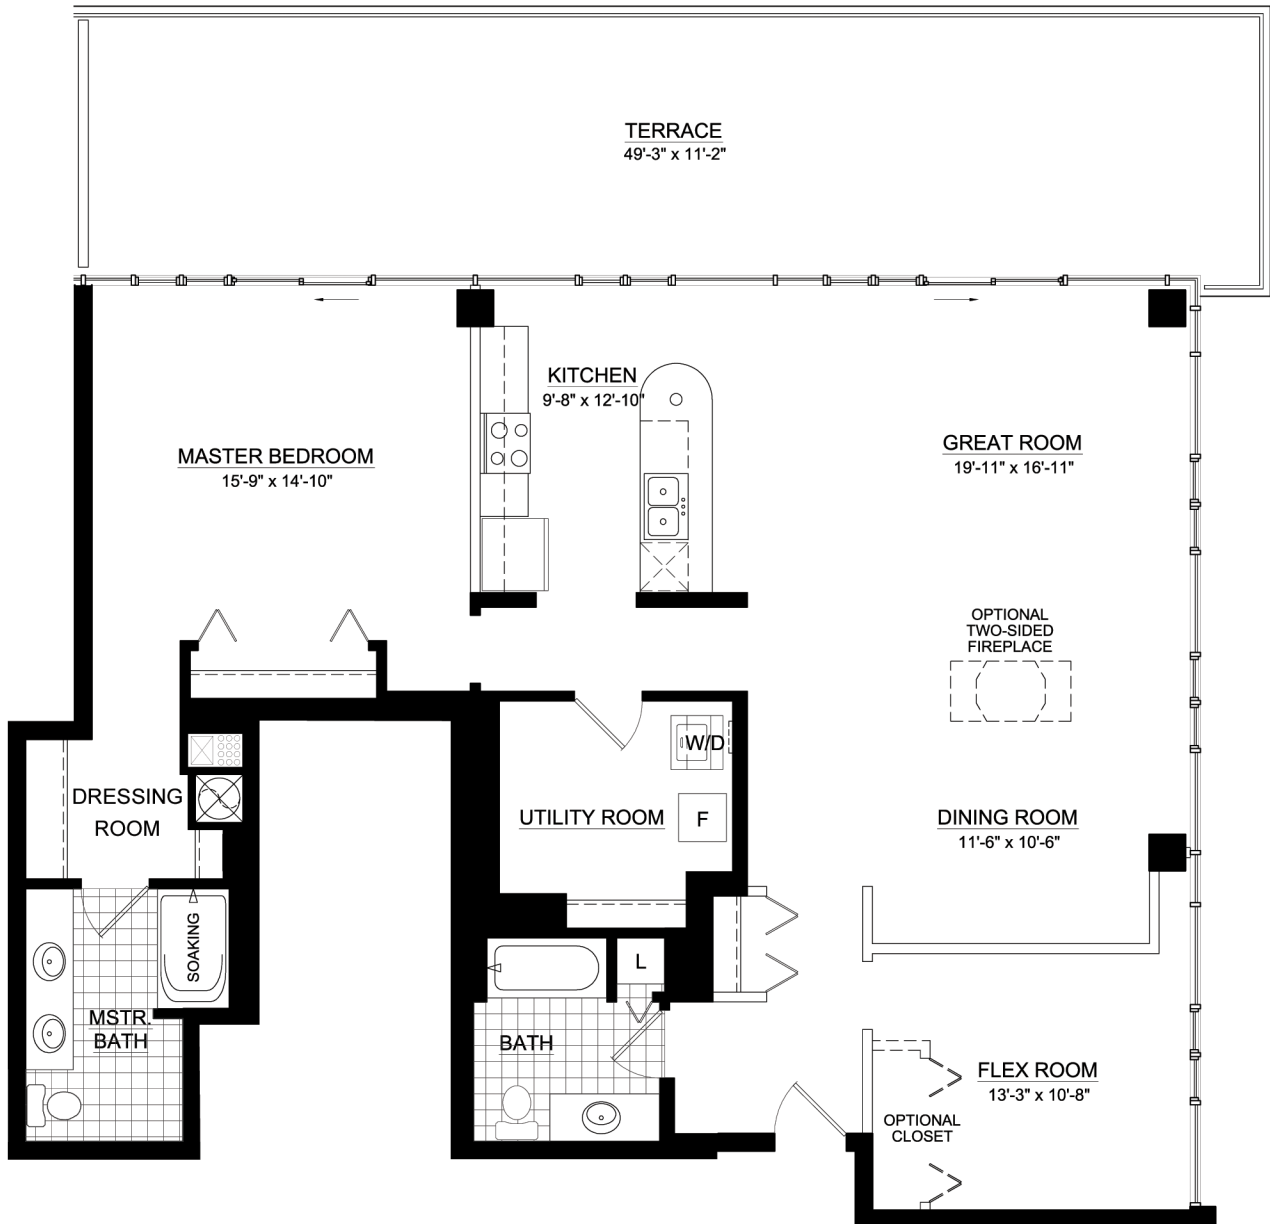 TERRACE
49'-3" x 11'-2"
KITCHEN
9'-8" x 12'-10"
MASTER BEDROOM
15'-9" x 14'-10"
GREAT ROOM
19'-11" x 16'-11"
OPTIONAL
TWO-SIDED
FIREPLACE
W/D
DRESSING
ROOM
UTILITY ROOM
F
DINING ROOM
11'-6" x 10'-6"
SOAKING
L
MSTR.
BATH
BATH
FLEX ROOM
13'-3" x 10'-8"
OPTIONAL
CLOSET